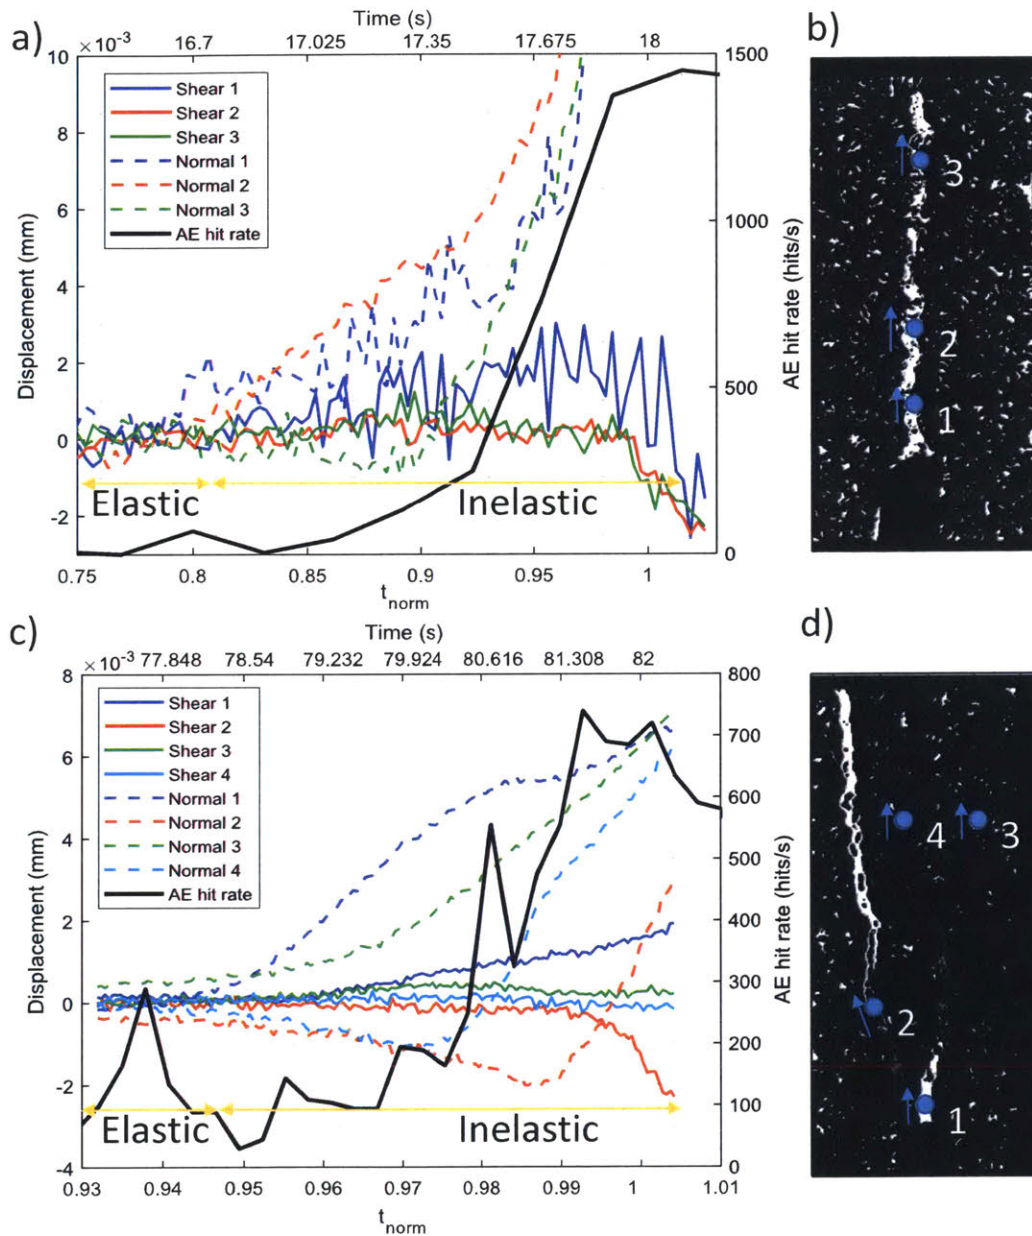 a)
Time (s)
×10⁻³ 16.7 17.025 17.35 17.675 18
10 1500
Shear 1
Shear 2
Shear 3
Normal 1
Normal 2
Normal 3
AE hit rate
8
6
4
2
0
-2
1000
500
0
Displacement (mm)
AE hit rate (hits/s)
Elastic Inelastic
0.75 0.8 0.85 0.9 0.95 1
t_norm
b)
3
2
1
c)
Time (s)
×10⁻³ 77.848 78.54 79.232 79.924 80.616 81.308 82
8 800
Shear 1
Shear 2
Shear 3
Shear 4
Normal 1
Normal 2
Normal 3
Normal 4
AE hit rate
6
4
2
0
-2
-4
700
600
500
400
300
200
100
0
Displacement (mm)
AE hit rate (hits/s)
Elastic Inelastic
0.93 0.94 0.95 0.96 0.97 0.98 0.99 1 1.01
t_norm
d)
4 3
2
1